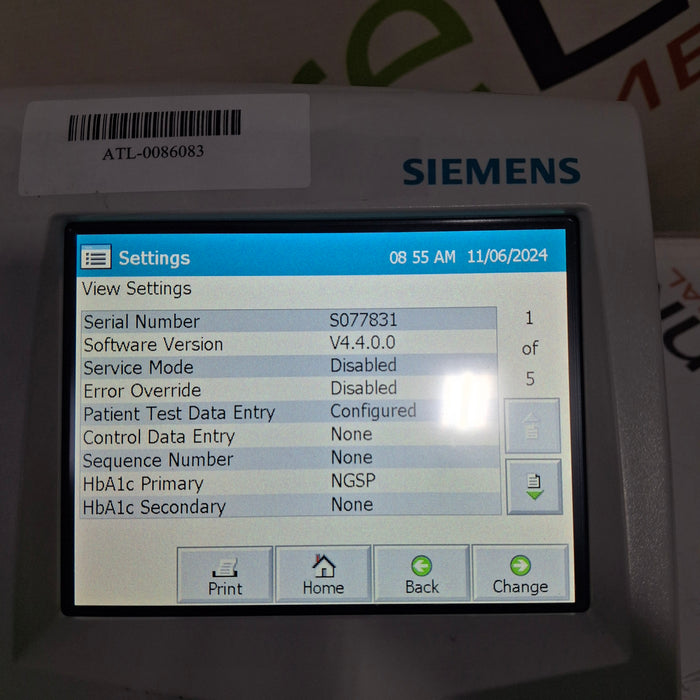 ATL-0086083
SIEMENS
Settings 08 55 AM 11/06/2024
View Settings
Serial Number S077831
Software Version V4.4.0.0
Service Mode Disabled
Error Override Disabled
Patient Test Data Entry Configured
Control Data Entry None
Sequence Number None
HbA1c Primary NGSP
HbA1c Secondary None
1
of
5
Print Home Back Change